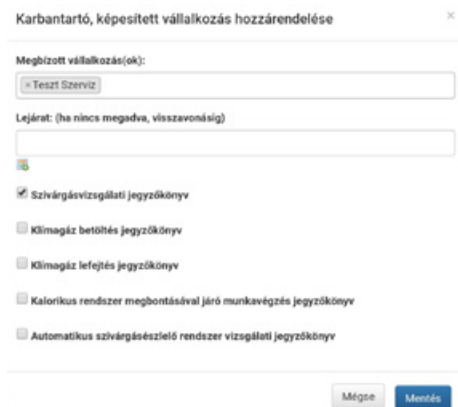 Karbantartó, képesített vállalkozás hozzárendelése ×
Megbízott vállalkozás(ok):
×Teszt Szerviz
Lejárat: (ha nincs megadva, visszavonásig)
Szivárgásvizsgálati jegyzőkönyv
Klímagáz betöltés jegyzőkönyv
Klímagáz lefejtés jegyzőkönyv
Kalorikus rendszer megbontásával járó munkavégzés jegyzőkönyv
Automatikus szivárgásészlelő rendszer vizsgálati jegyzőkönyv
Mégse Mentés